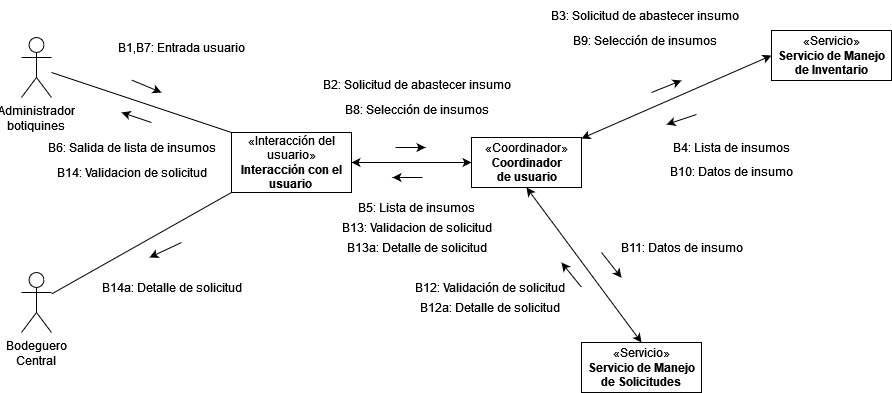 B3: Solicitud de abastecer insumo
B9: Selección de insumos
«Servicio»
Servicio de Manejo
de Inventario
B1,B7: Entrada usuario
B2: Solicitud de abastecer insumo
B8: Selección de insumos
Administrador
botiquines
B6: Salida de lista de insumos
B14: Validacion de solicitud
«Interacción del
usuario»
Interacción con el
usuario
«Coordinador»
Coordinador
de usuario
B4: Lista de insumos
B10: Datos de insumo
B5: Lista de insumos
B13: Validacion de solicitud
B13a: Detalle de solicitud
B11: Datos de insumo
B14a: Detalle de solicitud
B12: Validación de solicitud
B12a: Detalle de solicitud
Bodeguero
Central
«Servicio»
Servicio de Manejo
de Solicitudes